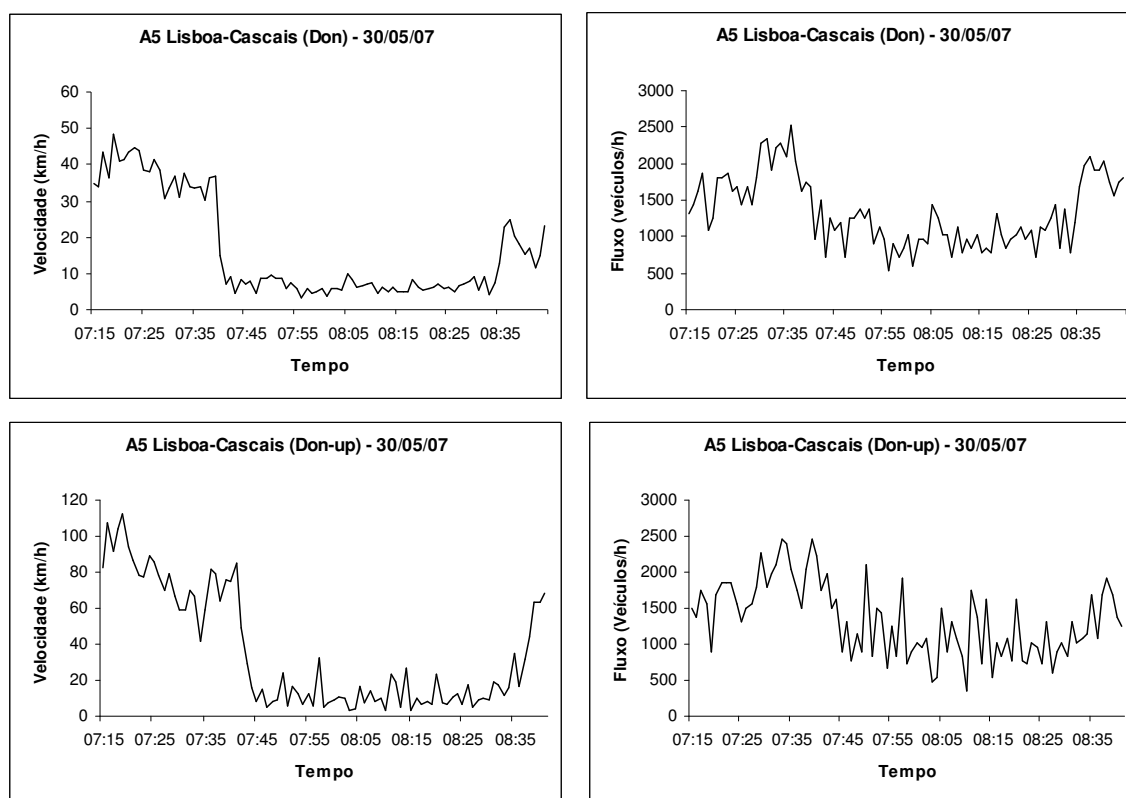 A5 Lisboa-Cascais (Don) - 30/05/07
Velocidade (km/h)
60
50
40
30
20
10
0
07:15 07:25 07:35 07:45 07:55 08:05 08:15 08:25 08:35
Tempo
A5 Lisboa-Cascais (Don) - 30/05/07
Fluxo (veículos/h)
3000
2500
2000
1500
1000
500
0
07:15 07:25 07:35 07:45 07:55 08:05 08:15 08:25 08:35
Tempo
A5 Lisboa-Cascais (Don-up) - 30/05/07
Velocidade (km/h)
120
100
80
60
40
20
0
07:15 07:25 07:35 07:45 07:55 08:05 08:15 08:25 08:35
Tempo
A5 Lisboa-Cascais (Don-up) - 30/05/07
Fluxo (Veículos/h)
3000
2500
2000
1500
1000
500
0
07:15 07:25 07:35 07:45 07:55 08:05 08:15 08:25 08:35
Tempo